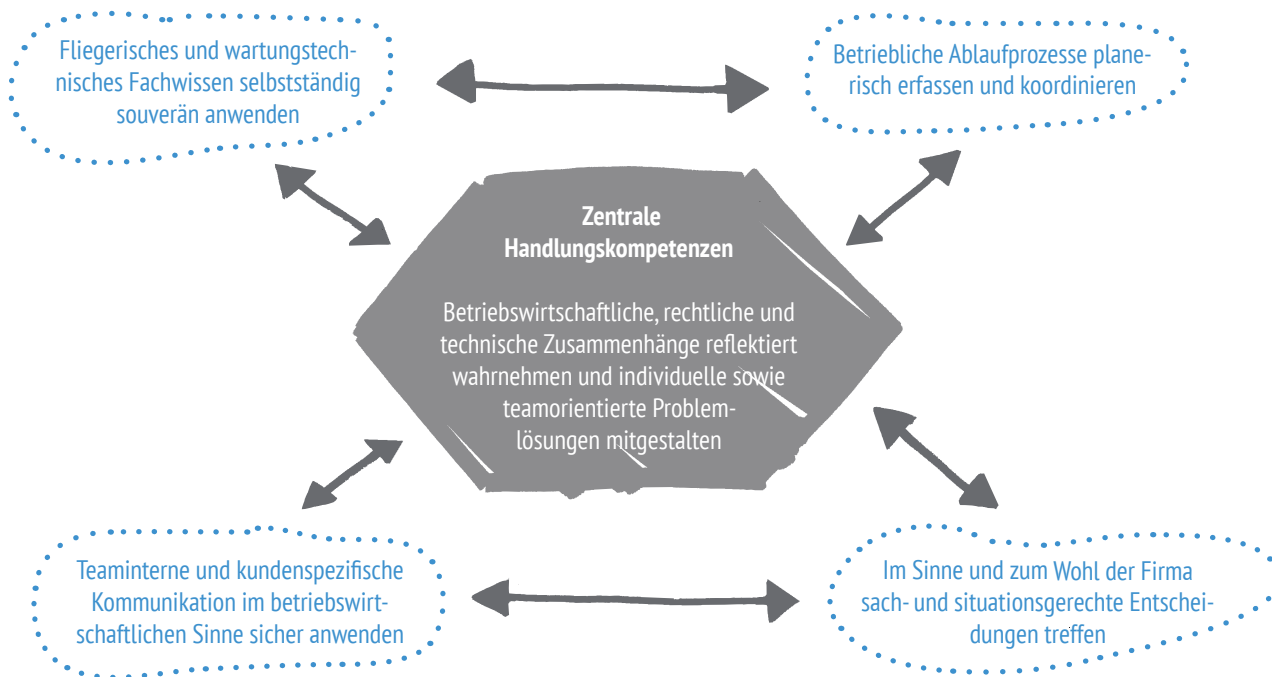 Fliegerisches und wartungstech-
nisches Fachwissen selbstständig
souverän anwenden
Betriebliche Ablaufprozesse plane-
risch erfassen und koordinieren
Zentrale
Handlungskompetenzen
Betriebswirtschaftliche, rechtliche und
technische Zusammenhänge reflektiert
wahrnehmen und individuelle sowie
teamorientierte Problem-
lösungen mitgestalten
Teaminterne und kundenspezifische
Kommunikation im betriebswirt-
schaftlichen Sinne sicher anwenden
Im Sinne und zum Wohl der Firma
sach- und situationsgerechte Entschei-
dungen treffen